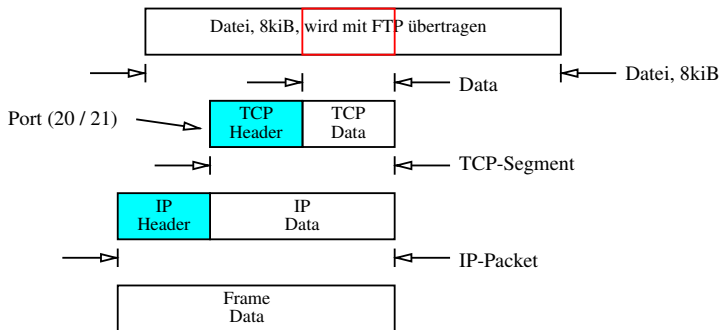 Datei, 8kiB, wird mit FTP übertragen
Datei, 8kiB
Data
Port (20 / 21)
TCP
Header
TCP
Data
TCP-Segment
IP
Header
IP
Data
IP-Packet
Frame
Data